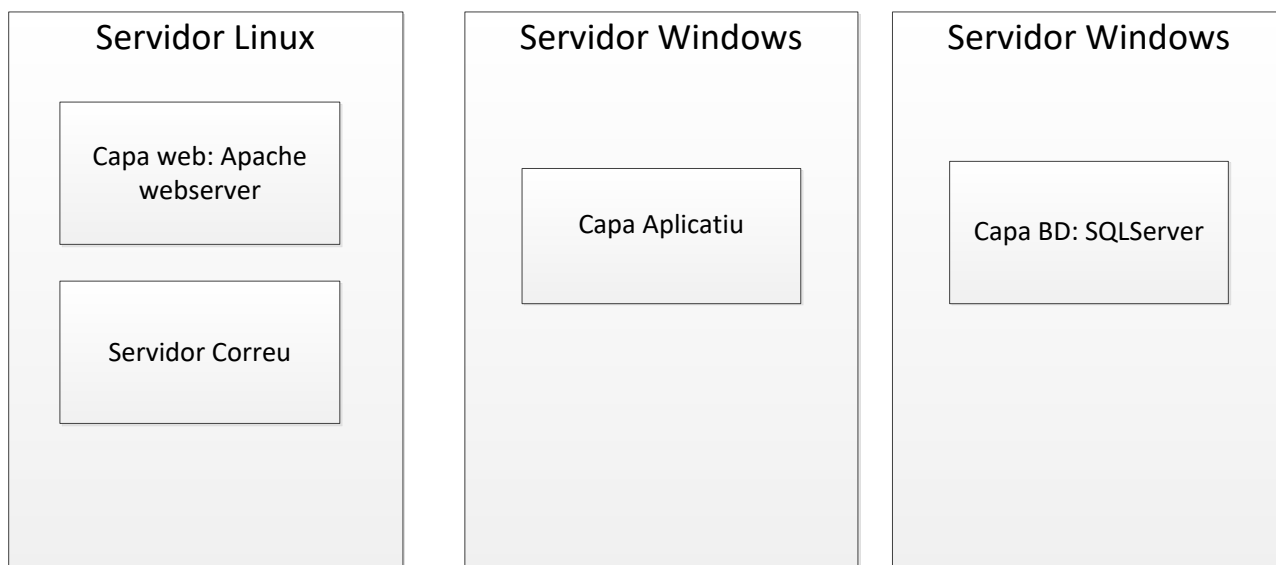 Servidor Linux
Capa web: Apache
webserver
Servidor Correu
Servidor Windows
Capa Aplicatiu
Servidor Windows
Capa BD: SQLServer